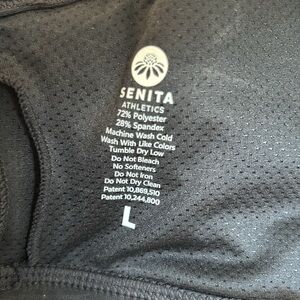 SENITA
ATHLETICS
72% Polyester
28% Spandex
Machine Wash Cold
Wash With Like Colors
Tumble Dry Low
Do Not Bleach
No Softeners
Do Not Iron
Do Not Dry Clean
Patent 10,869,510
Patent 10,244,800
L